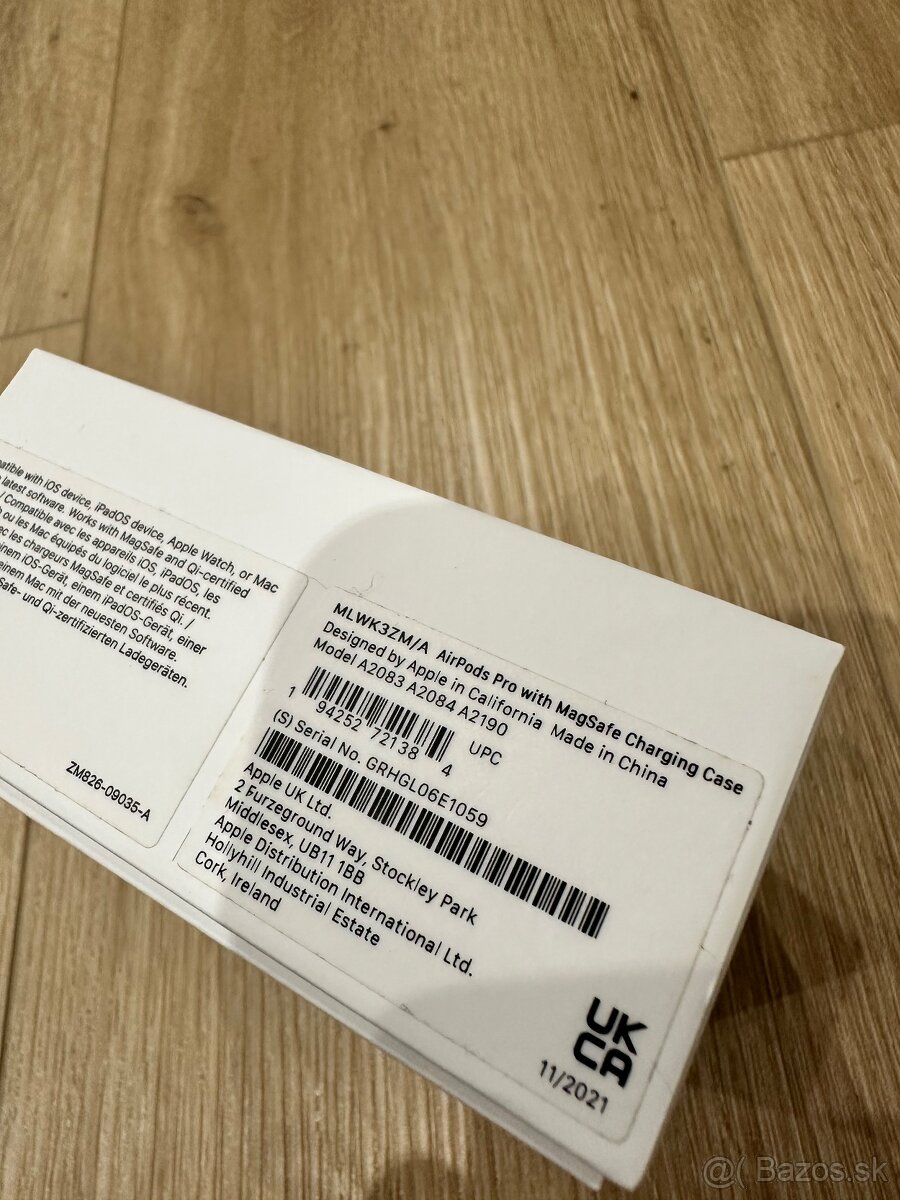 patible with iOS device, iPadOS device, Apple Watch, or Mac
latest software. Works with MagSafe and Qi-certified
/ Compatible avec les appareils iOS, iPadOS, les
ou les Mac équipés du logiciel le plus récent.
ec les chargeurs MagSafe et certifiés Qi. /
einem iOS-Gerät, einem iPadOS-Gerät, einer
einem Mac mit der neuesten Software.
Safe- und Qi-zertifizierten Ladegeräten.
ZM826-09035-A
MLWK3ZM/A AirPods Pro with MagSafe Charging Case
Designed by Apple in California Made in China
Model A2083 A2084 A2190
1 94252 72138 4 UPC
(S) Serial No. GRHGL06E1059
Apple UK Ltd.
2 Furzeground Way, Stockley Park
Middlesex, UB11 1BB
Apple Distribution International Ltd.
Hollyhill Industrial Estate
Cork, Ireland
UK
CA
11/2021
@( Bazos.sk